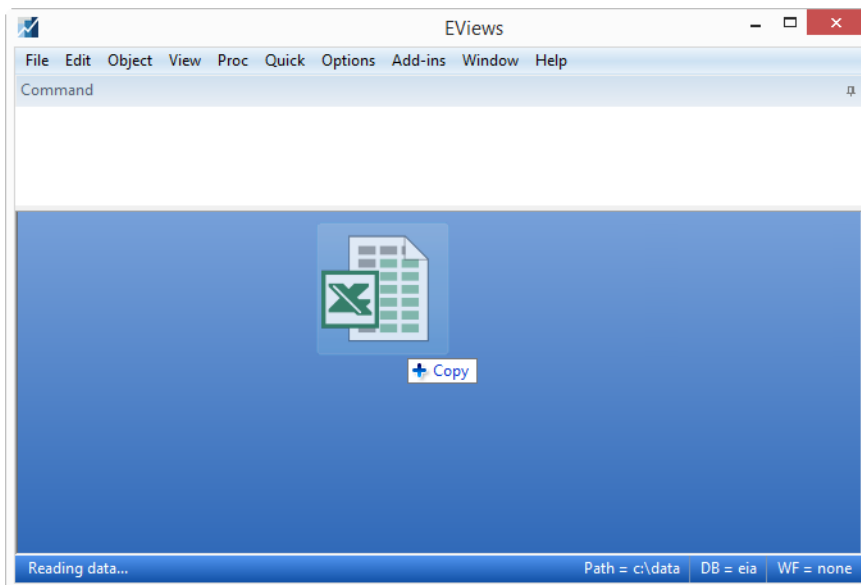 EViews
File Edit Object View Proc Quick Options Add-ins Window Help
Command
Copy
Reading data... Path = c:\data DB = eia WF = none